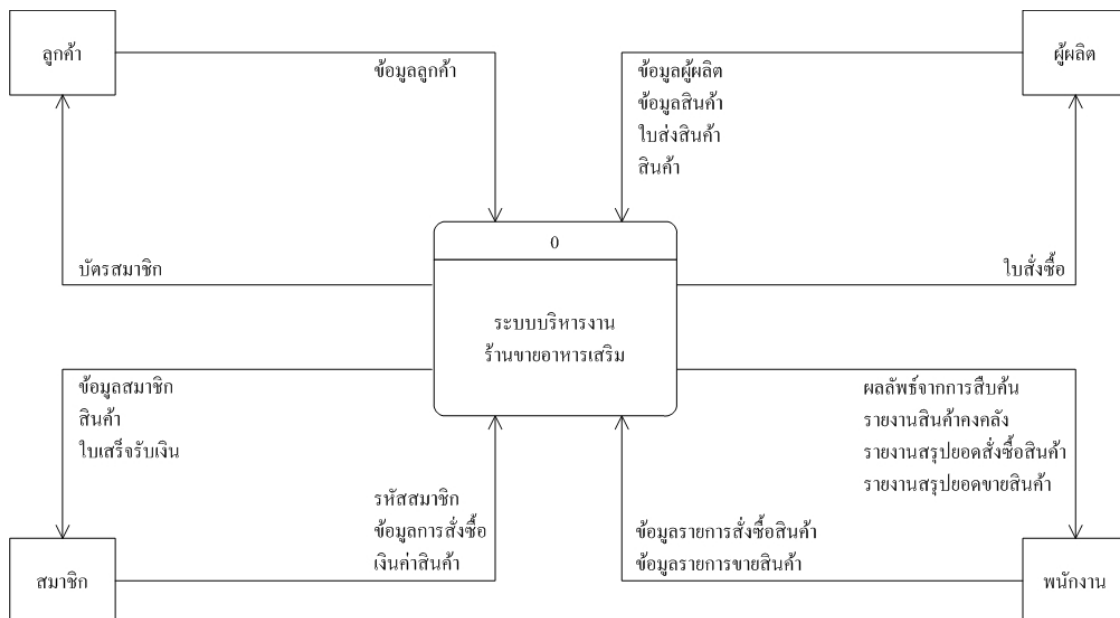 ลูกค้า
ผู้ผลิต
ข้อมูลลูกค้า
ข้อมูลผู้ผลิต
ข้อมูลสินค้า
ใบส่งสินค้า
สินค้า
0
บัตรสมาชิก
ใบสั่งซื้อ
ระบบบริหารงาน
ร้านขายอาหารเสริม
ข้อมูลสมาชิก
สินค้า
ใบเสร็จรับเงิน
ผลลัพธ์จากการสืบค้น
รายงานสินค้าคงคลัง
รายงานสรุปยอดสั่งซื้อสินค้า
รายงานสรุปยอดขายสินค้า
รหัสสมาชิก
ข้อมูลการสั่งซื้อ
เงินค่าสินค้า
ข้อมูลรายการสั่งซื้อสินค้า
ข้อมูลรายการขายสินค้า
สมาชิก
พนักงาน